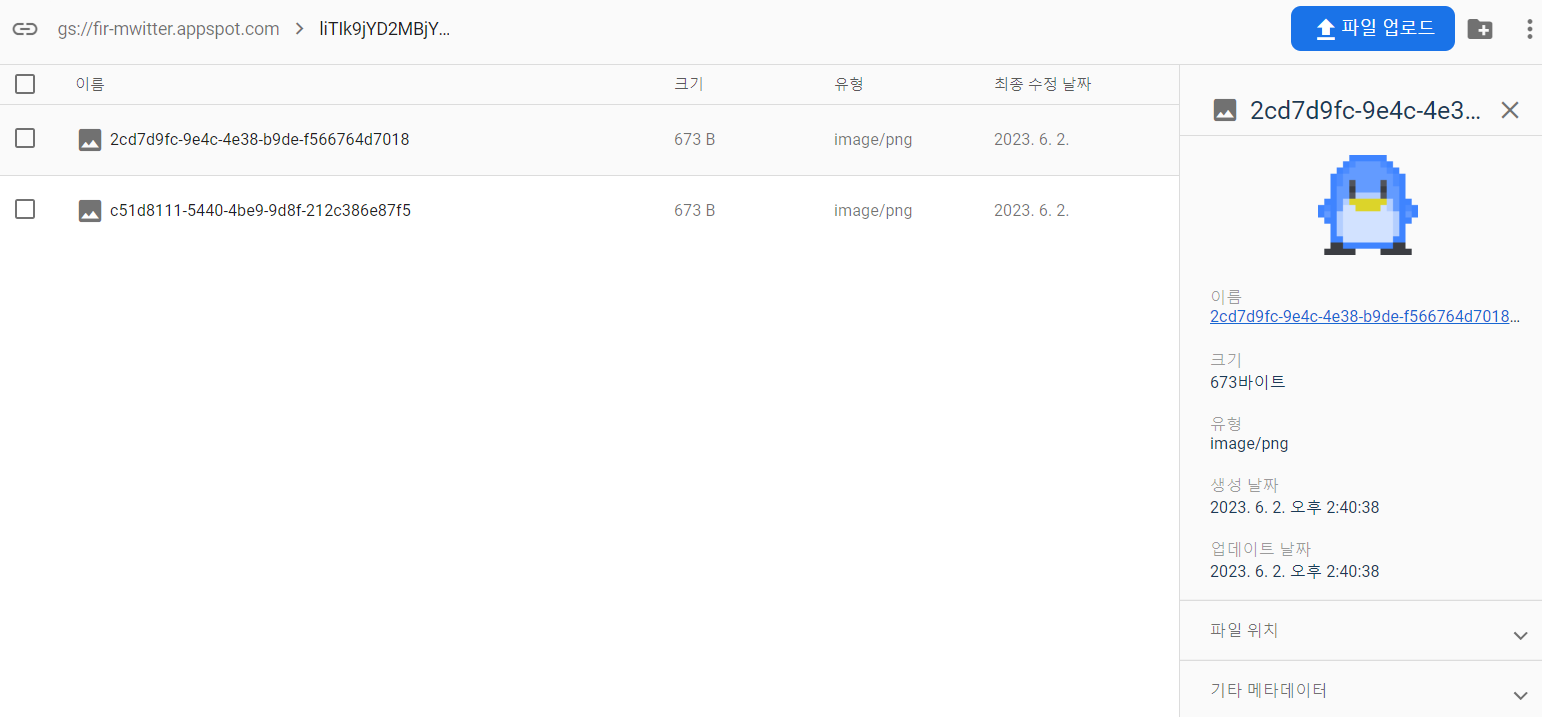 gs://fir-mwitter.appspot.com > liTlk9jYD2MBjY...
파일 업로드
이름 크기 유형 최종 수정 날짜
2cd7d9fc-9e4c-4e38-b9de-f566764d7018 673 B image/png 2023. 6. 2.
c51d8111-5440-4be9-9d8f-212c386e87f5 673 B image/png 2023. 6. 2.
2cd7d9fc-9e4c-4e3...
이름
2cd7d9fc-9e4c-4e38-b9de-f566764d7018...
크기
673바이트
유형
image/png
생성 날짜
2023. 6. 2. 오후 2:40:38
업데이트 날짜
2023. 6. 2. 오후 2:40:38
파일 위치
기타 메타데이터